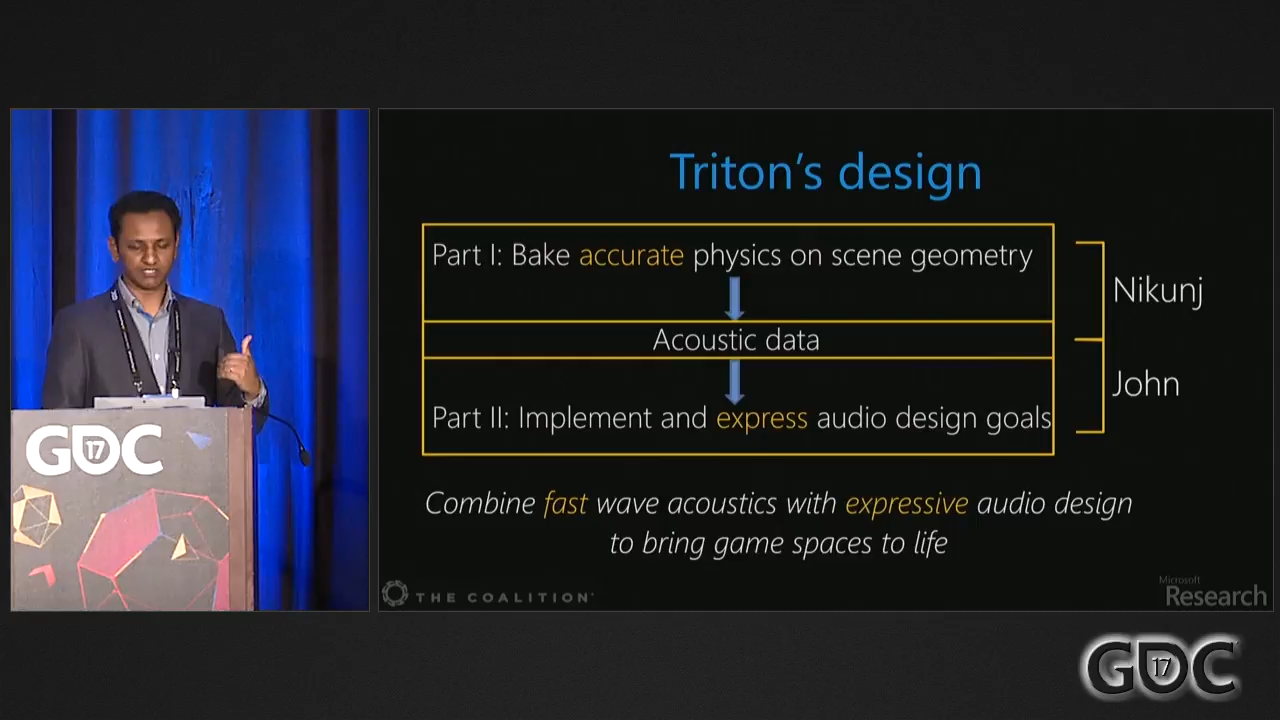 Triton's design
Part I: Bake accurate physics on scene geometry
Acoustic data
Part II: Implement and express audio design goals
Nikunj
John
Combine fast wave acoustics with expressive audio design
to bring game spaces to life
THE COALITION
Microsoft
Research
GDC
17
GDC
17